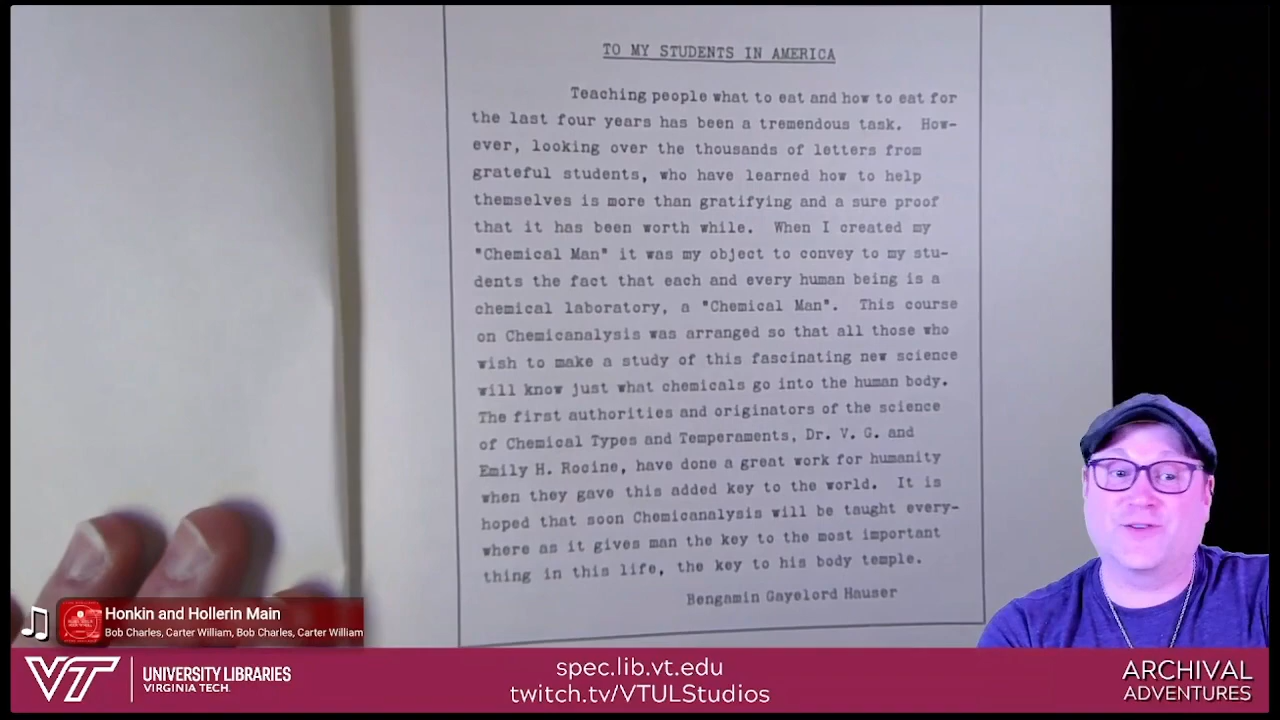 TO MY STUDENTS IN AMERICA
Teaching people what to eat and how to eat for
the last four years has been a tremendous task. How-
ever, looking over the thousands of letters from
grateful students, who have learned how to help
themselves is more than gratifying and a sure proof
that it has been worth while. When I created my
"Chemical Man" it was my object to convey to my stu-
dents the fact that each and every human being is a
chemical laboratory, a "Chemical Man". This course
on Chemicanalysis was arranged so that all those who
wish to make a study of this fascinating new science
will know just what chemicals go into the human body.
The first authorities and originators of the science
of Chemical Types and Temperaments, Dr. V. G. and
Emily H. Rocine, have done a great work for humanity
when they gave this added key to the world. It is
hoped that soon Chemicanalysis will be taught every-
where as it gives man the key to the most important
thing in this life, the key to his body temple.
Bengamin Gayelord Hauser
Honkin and Hollerin Main
Bob Charles, Carter William, Bob Charles, Carter William
VT
UNIVERSITY LIBRARIES
VIRGINIA TECH.
spec.lib.vt.edu
twitch.tv/VTULStudios
ARCHIVAL
ADVENTURES